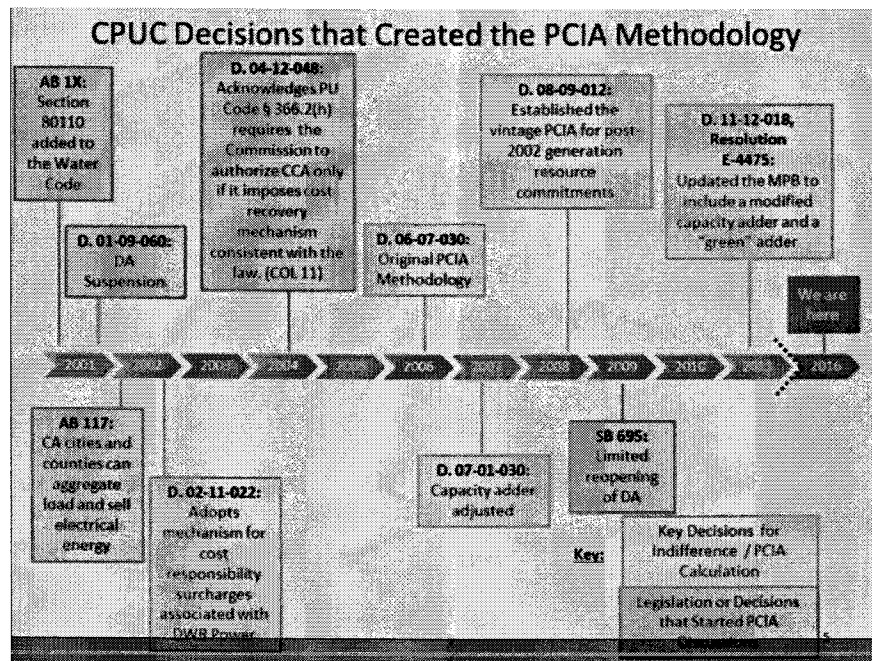 CPUC Decisions that Created the PCIA Methodology
AB 1X:
Section
80110
added to
the Water
Code
D. 01-09-060:
DA
Suspension
D. 04-12-048:
Acknowledges PU
Code § 366.2(h)
requires the
Commission to
authorize CCA only
if it imposes cost
recovery
mechanism
consistent with the
law. (COL 11)
D. 06-07-030:
Original PCIA
Methodology
D. 08-09-012:
Established the
vintage PCIA for post-
2002 generation
resource
commitments
D. 11-12-018,
Resolution
E-4475:
Updated the MPB to
include a modified
capacity adder and a
"green" adder
We are
here
2001 2002 2003 2004 2005 2006 2007 2008 2009 2010 2011 2016
AB 117:
CA cities and
counties can
aggregate
load and sell
electrical
energy
D. 02-11-022:
Adopts
mechanism for
cost
responsibility
surcharges
associated with
DWR Power
D. 07-01-030:
Capacity adder
adjusted
SB 695:
Limited
reopening
of DA
Key:
Key Decisions for
Indifference / PCIA
Calculation
Legislation or Decisions
that Started PCIA
5